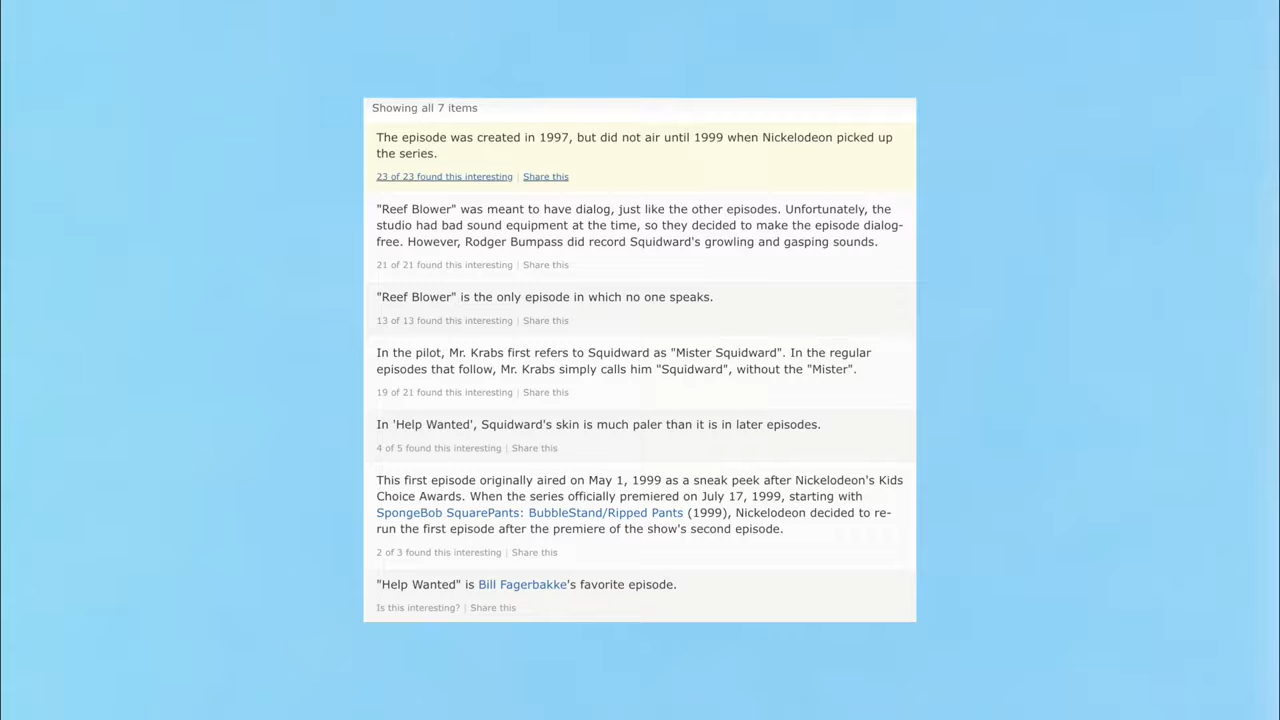 Showing all 7 items
The episode was created in 1997, but did not air until 1999 when Nickelodeon picked up
the series.
23 of 23 found this interesting | Share this
"Reef Blower" was meant to have dialog, just like the other episodes. Unfortunately, the
studio had bad sound equipment at the time, so they decided to make the episode dialog-
free. However, Rodger Bumpass did record Squidward's growling and gasping sounds.
21 of 21 found this interesting | Share this
"Reef Blower" is the only episode in which no one speaks.
13 of 13 found this interesting | Share this
In the pilot, Mr. Krabs first refers to Squidward as "Mister Squidward". In the regular
episodes that follow, Mr. Krabs simply calls him "Squidward", without the "Mister".
19 of 21 found this interesting | Share this
In 'Help Wanted', Squidward's skin is much paler than it is in later episodes.
4 of 5 found this interesting | Share this
This first episode originally aired on May 1, 1999 as a sneak peek after Nickelodeon's Kids
Choice Awards. When the series officially premiered on July 17, 1999, starting with
SpongeBob SquarePants: BubbleStand/Ripped Pants (1999), Nickelodeon decided to re-
run the first episode after the premiere of the show's second episode.
2 of 3 found this interesting | Share this
"Help Wanted" is Bill Fagerbakke's favorite episode.
Is this interesting? | Share this